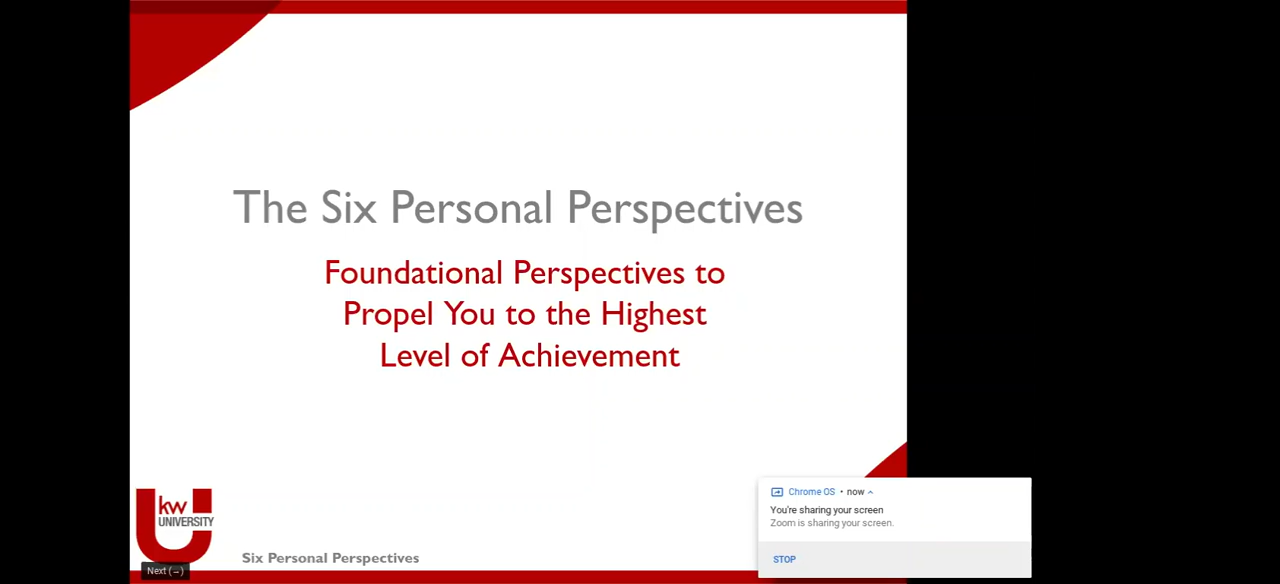 The Six Personal Perspectives
Foundational Perspectives to
Propel You to the Highest
Level of Achievement
kw
UNIVERSITY
Six Personal Perspectives
Next (→)
Chrome OS • now
You're sharing your screen
Zoom is sharing your screen.
STOP